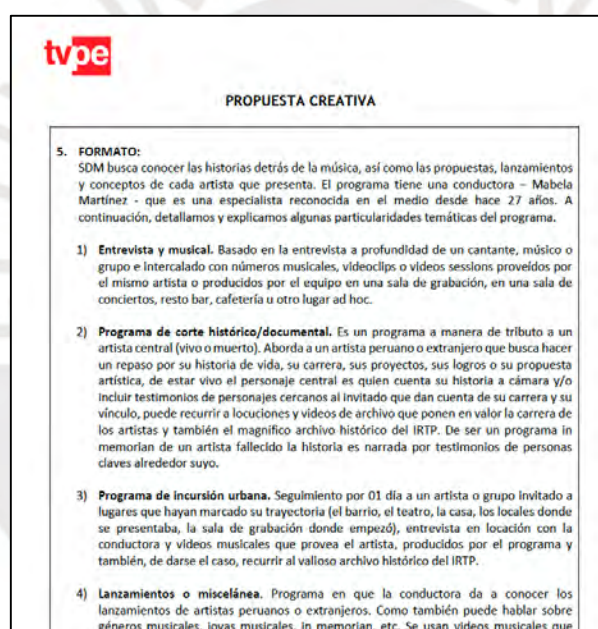 tvpe
PROPUESTA CREATIVA
5. FORMATO:
SDM busca conocer las historias detrás de la música, así como las propuestas, lanzamientos
y conceptos de cada artista que presenta. El programa tiene una conductora – Mabela
Martínez - que es una especialista reconocida en el medio desde hace 27 años. A
continuación, detallamos y explicamos algunas particularidades temáticas del programa.
1) Entrevista y musical. Basado en la entrevista a profundidad de un cantante, músico o
grupo e intercalado con números musicales, videoclips o videos sessions proveídos por
el mismo artista o producidos por el equipo en una sala de grabación, en una sala de
conciertos, resto bar, cafetería u otro lugar ad hoc.
2) Programa de corte histórico/documental. Es un programa a manera de tributo a un
artista central (vivo o muerto). Aborda a un artista peruano o extranjero que busca hacer
un repaso por su historia de vida, su carrera, sus proyectos, sus logros o su propuesta
artística, de estar vivo el personaje central es quien cuenta su historia a cámara y/o
incluir testimonios de personajes cercanos al invitado que dan cuenta de su carrera y su
vínculo, puede recurrir a locuciones y videos de archivo que ponen en valor la carrera de
los artistas y también el magnífico archivo histórico del IRTP. De ser un programa in
memorian de un artista fallecido la historia es narrada por testimonios de personas
claves alrededor suyo.
3) Programa de incursión urbana. Seguimiento por 01 día a un artista o grupo invitado a
lugares que hayan marcado su trayectoria (el barrio, el teatro, la casa, los locales donde
se presentaba, la sala de grabación donde empezó), entrevista en locación con la
conductora y videos musicales que provea el artista, producidos por el programa y
también, de darse el caso, recurrir al valioso archivo histórico del IRTP.
4) Lanzamientos o miscelánea. Programa en que la conductora da a conocer los
lanzamientos de artistas peruanos o extranjeros. Como también puede hablar sobre
géneros musicales, joyas musicales, in memorian, etc. Se usan videos musicales que